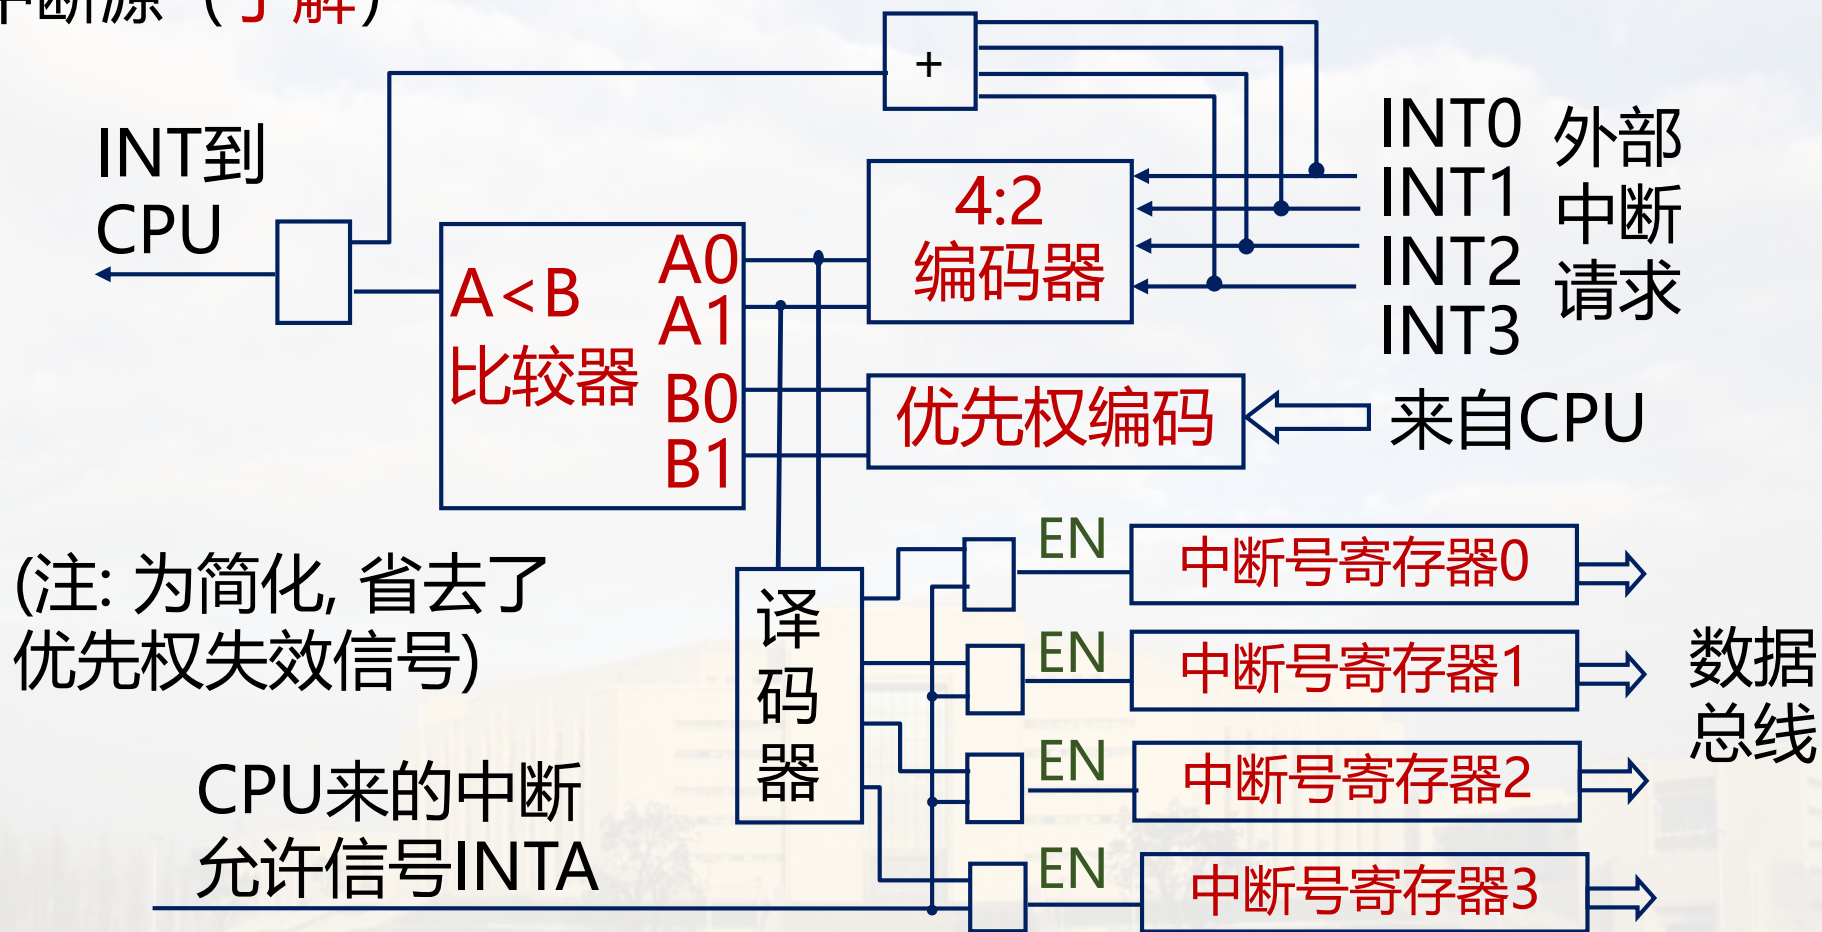 中断源（了解）
+
INT到
CPU
4:2
编码器
INT0
INT1
INT2
INT3
外部
中断
请求
A<B
比较器
A0
A1
B0
B1
优先权编码
来自CPU
(注: 为简化, 省去了
优先权失效信号)
译
码
器
EN
中断号寄存器0
EN
中断号寄存器1
EN
中断号寄存器2
EN
中断号寄存器3
数据
总线
CPU来的中断
允许信号INTA